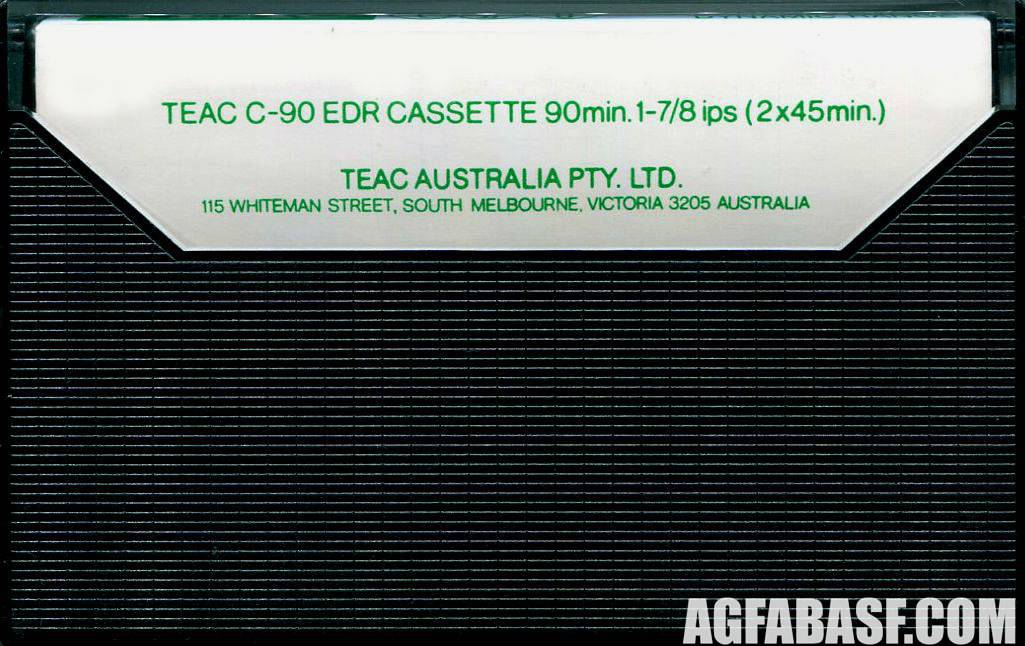 TEAC C-90 EDR CASSETTE 90min. 1-7/8 ips (2x45min.)
TEAC AUSTRALIA PTY. LTD.
115 WHITEMAN STREET, SOUTH MELBOURNE, VICTORIA 3205 AUSTRALIA
AGFABASF.COM